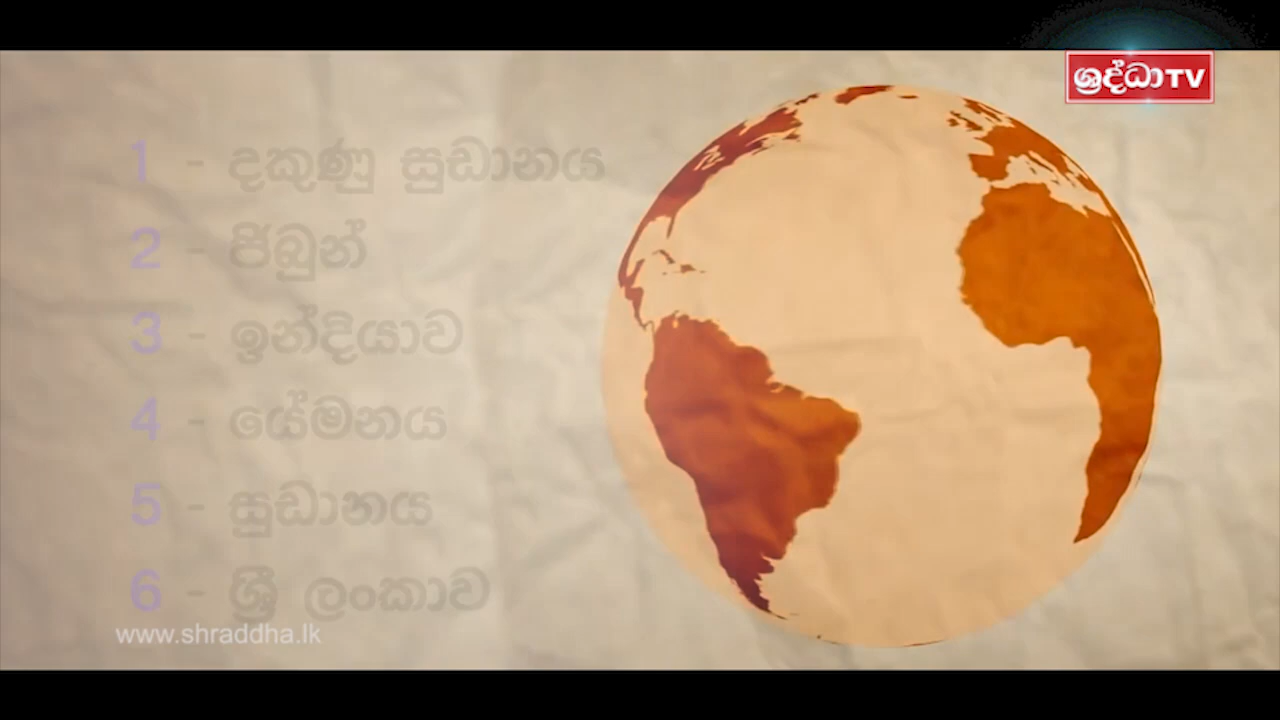 ශ්‍රද්ධා TV
1 - දකුණු සුඩානය
2 - ජිබුන්
3 - ඉන්දියාව
4 - යේමනය
5 - සුඩානය
6 - ශ්‍රී ලංකාව
www.shraddha.lk